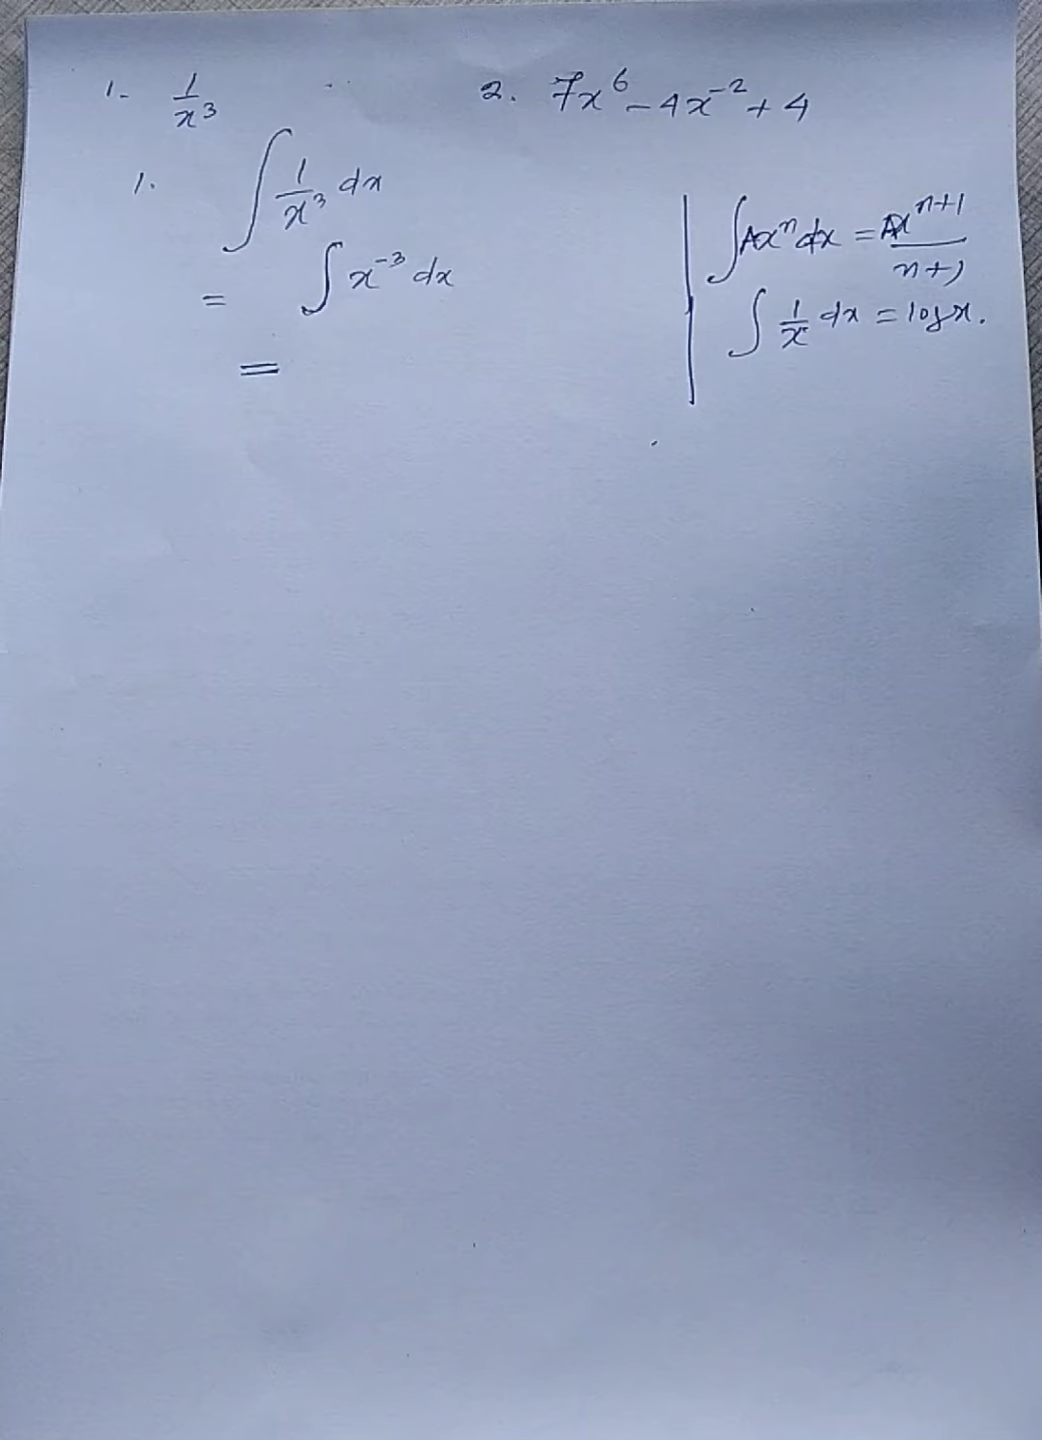 1. 1/x³ 2. 7x⁶ - 4x⁻² + 4
1. ∫ 1/x³ dx
= ∫ x⁻³ dx
=
∫Axⁿ dx = Axⁿ⁺¹/n+1
∫ 1/x dx = log x.